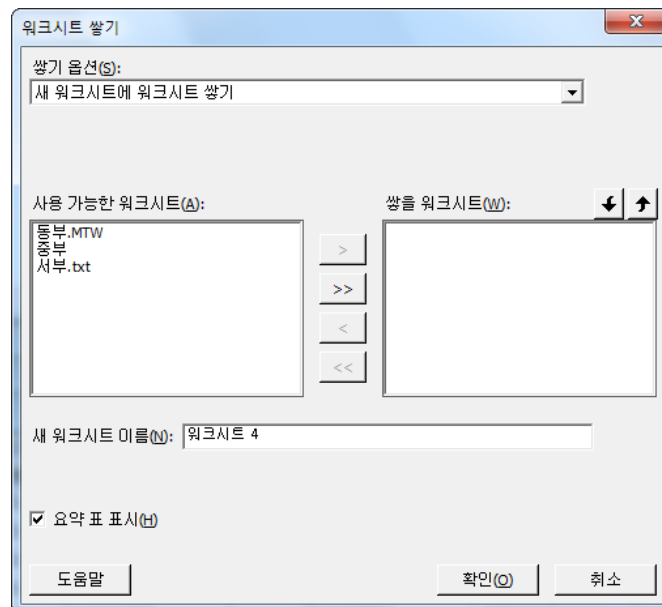 워크시트 쌓기
쌓기 옵션(S):
새 워크시트에 워크시트 쌓기
사용 가능한 워크시트(A):
쌓을 워크시트(W):
동부.MTW
중부
서부.txt
>
>>
<
<<
새 워크시트 이름(N): 워크시트 4
요약 표 표시(H)
도움말
확인(O)
취소